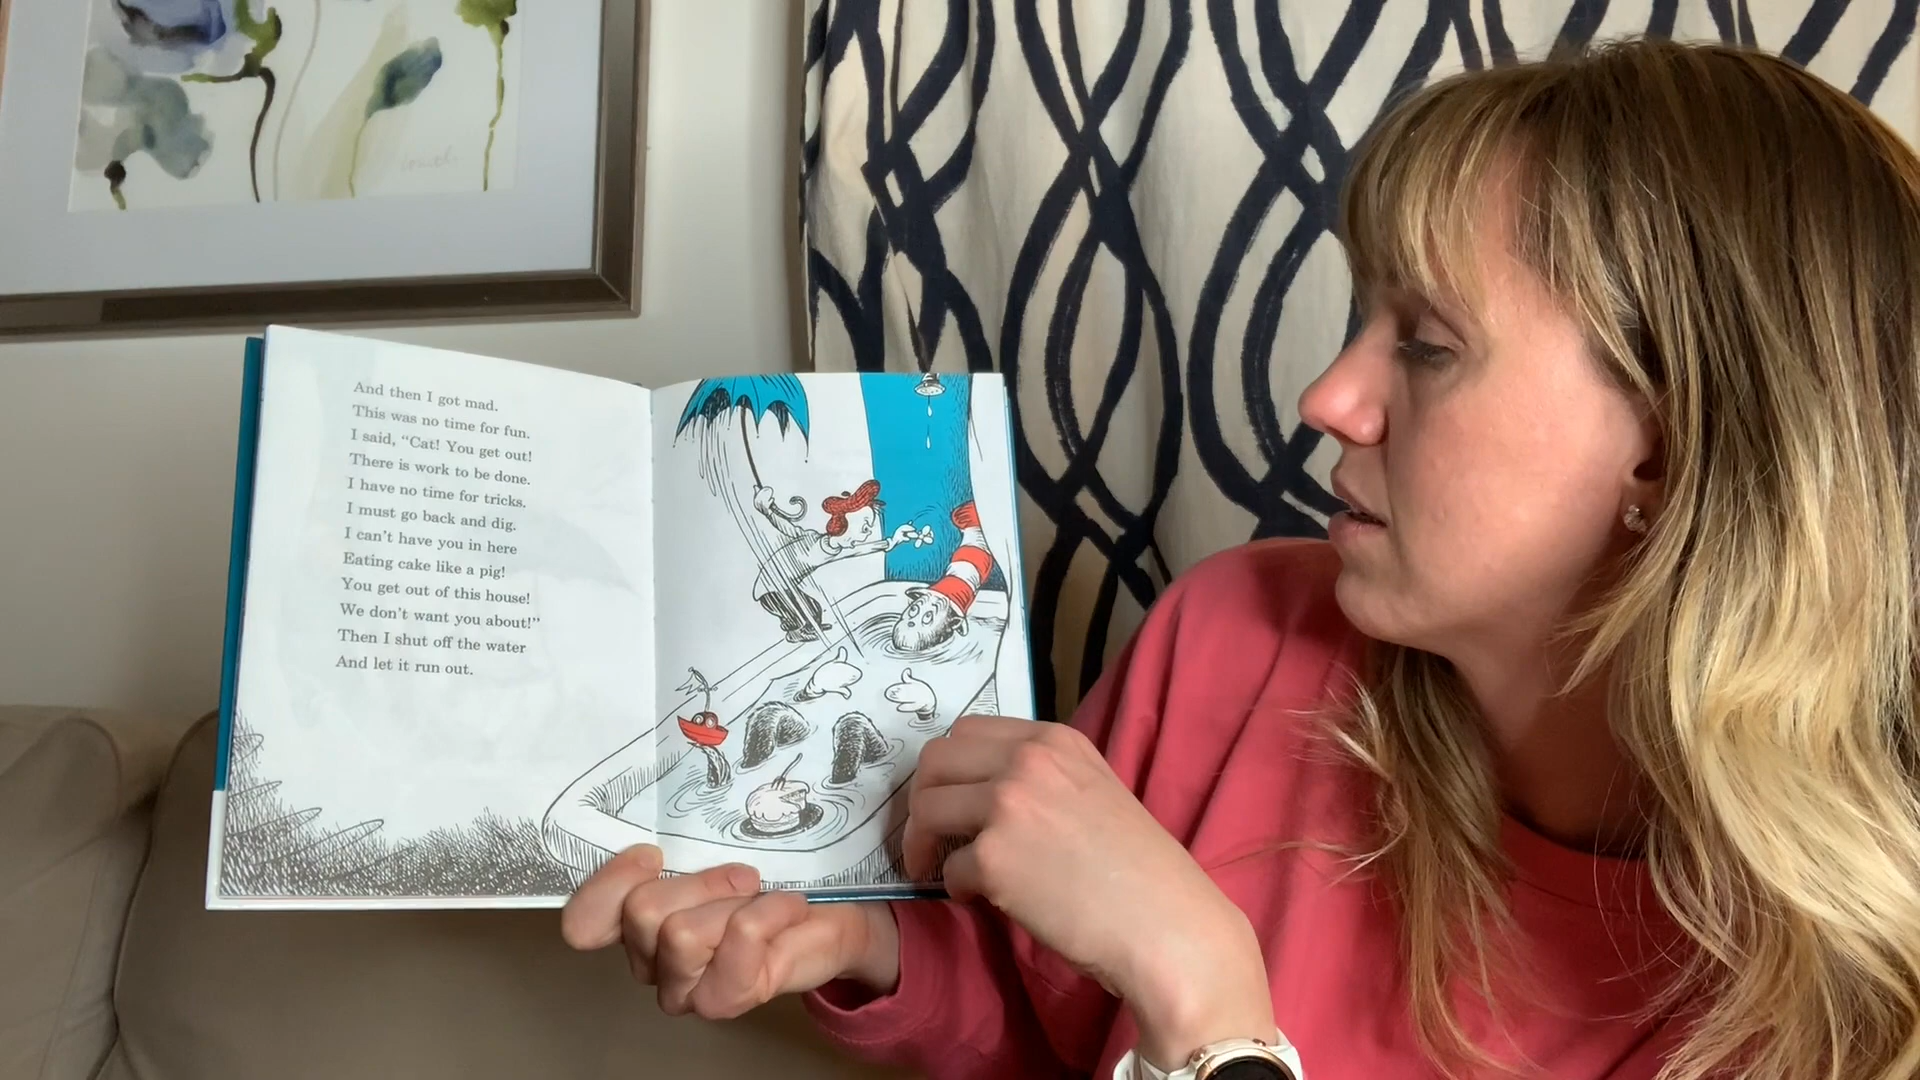 And then I got mad.
This was no time for fun.
I said, “Cat! You get out!
There is work to be done.
I have no time for tricks.
I must go back and dig.
I can’t have you in here
Eating cake like a pig!
You get out of this house!
We don’t want you about!”
Then I shut off the water
And let it run out.